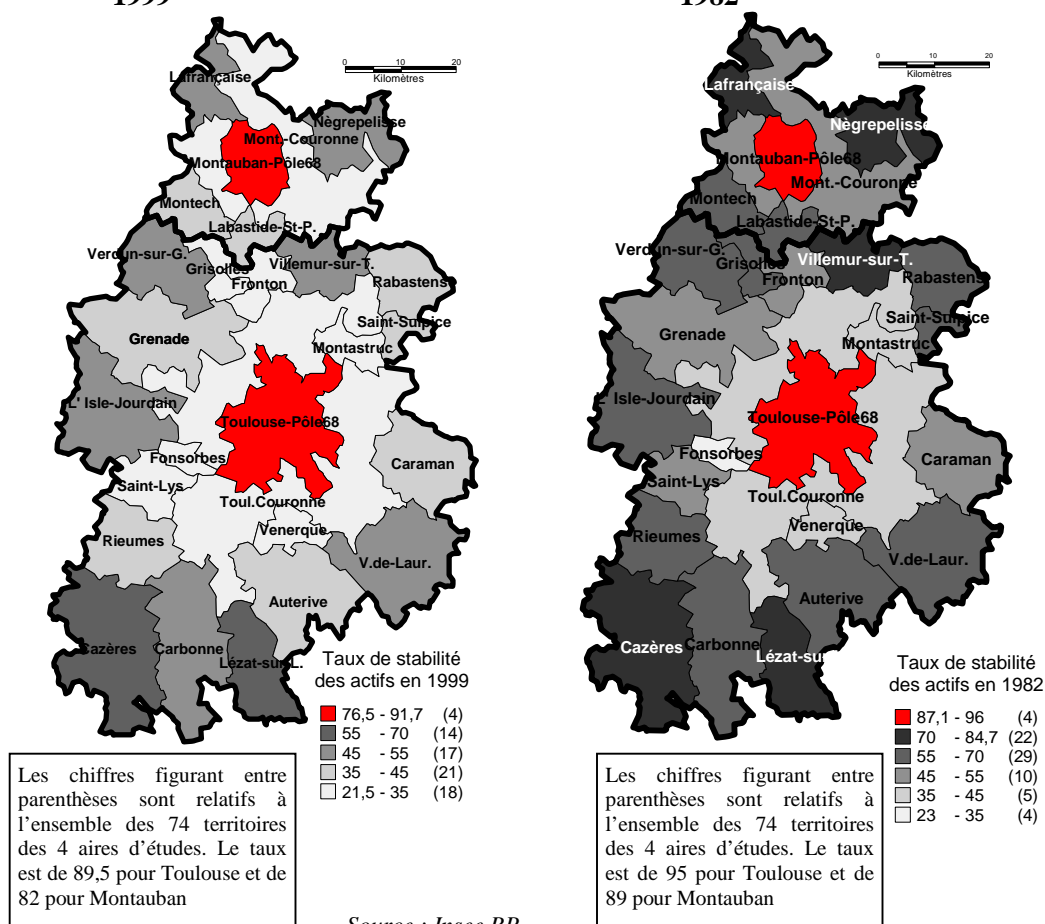 1999
1982
0 10 20
Kilomètres
Lafrançaise
Nègrepelisse
Mont.-Couronne
Montauban-Pôle68
Montech
Labastide-St-P.
Verdun-sur-G.
Grisolles
Villemur-sur-T.
Fronton
Rabastens
Saint-Sulpice
Grenade
Montastruc
L' Isle-Jourdain
Toulouse-Pôle68
Fonsorbes
Caraman
Saint-Lys
Toul.Couronne
Venerque
Rieumes
V.de-Laur.
Auterive
Cazères
Carbonne
Lézat-sur-L.
Taux de stabilité
des actifs en 1999
76,5 - 91,7 (4)
55 - 70 (14)
45 - 55 (17)
35 - 45 (21)
21,5 - 35 (18)
Les chiffres figurant entre
parenthèses sont relatifs à
l'ensemble des 74 territoires
des 4 aires d'études. Le taux
est de 89,5 pour Toulouse et de
82 pour Montauban
0 10 20
Kilomètres
Lafrançaise
Nègrepelisse
Montauban-Pôle68
Mont.-Couronne
Montech
Labastide-St-P.
Verdun-sur-G.
Grisolles
Villemur-sur-T.
Fronton
Rabastens
Saint-Sulpice
Grenade
Montastruc
L' Isle-Jourdain
Toulouse-Pôle68
Fonsorbes
Caraman
Saint-Lys
Toul.Couronne
Venerque
Rieumes
V.de-Laur.
Auterive
Cazères
Carbonne
Lézat-sur
Taux de stabilité
des actifs en 1982
87,1 - 96 (4)
70 - 84,7 (22)
55 - 70 (29)
45 - 55 (10)
35 - 45 (5)
23 - 35 (4)
Les chiffres figurant entre
parenthèses sont relatifs à
l'ensemble des 74 territoires
des 4 aires d'études. Le taux
est de 95 pour Toulouse et de
89 pour Montauban
Source : Insee RP